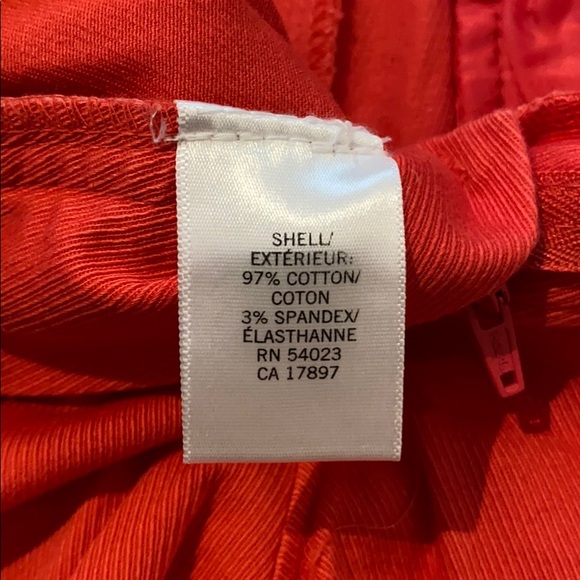 SHELL/
EXTÉRIEUR:
97% COTTON/
COTON
3% SPANDEX/
ÉLASTHANNE
RN 54023
CA 17897